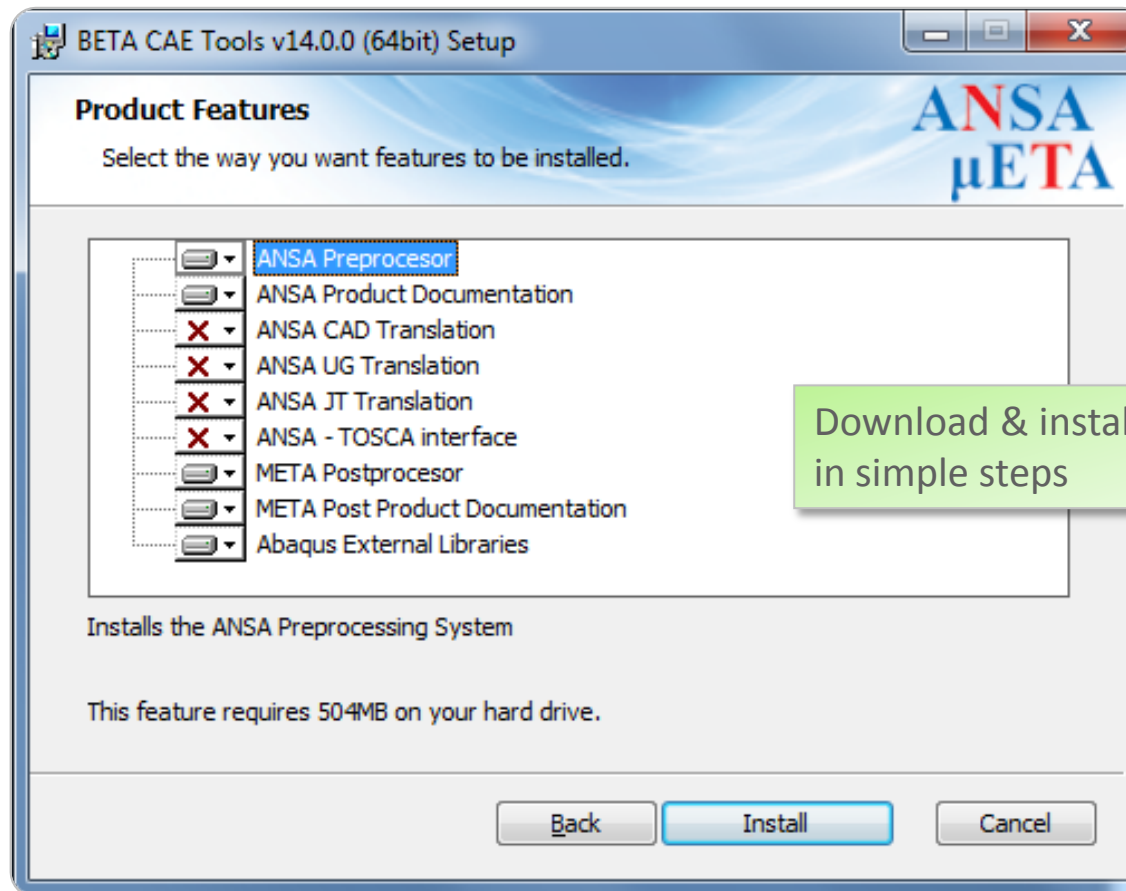 BETA CAE Tools v14.0.0 (64bit) Setup
Product Features
Select the way you want features to be installed.
ANSA
µETA
ANSA Preprocesor
ANSA Product Documentation
ANSA CAD Translation
ANSA UG Translation
ANSA JT Translation
ANSA - TOSCA interface
META Postprocesor
META Post Product Documentation
Abaqus External Libraries
Download & instal
in simple steps
Installs the ANSA Preprocessing System
This feature requires 504MB on your hard drive.
Back
Install
Cancel